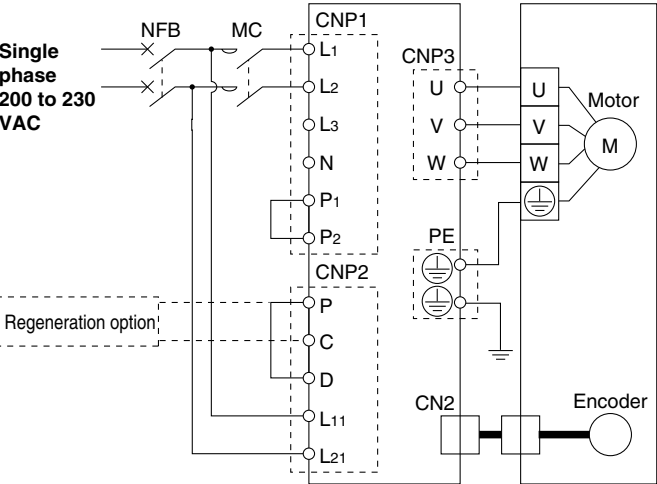 Single
phase
200 to 230
VAC
NFB
MC
CNP1
L1
L2
L3
N
P1
P2
CNP2
P
C
D
L11
L21
Regeneration option
CNP3
U
V
W
PE
CN2
U
V
W
Motor
M
Encoder